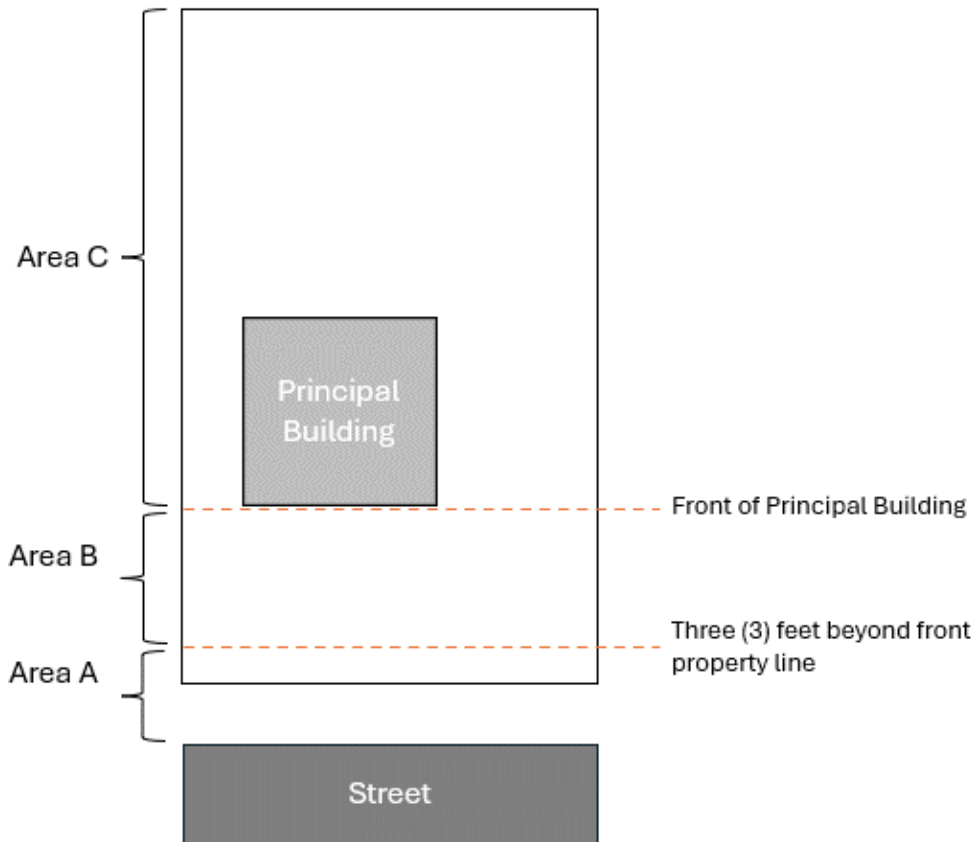 Area C
Principal
Building
Front of Principal Building
Area B
Three (3) feet beyond front
property line
Area A
Street